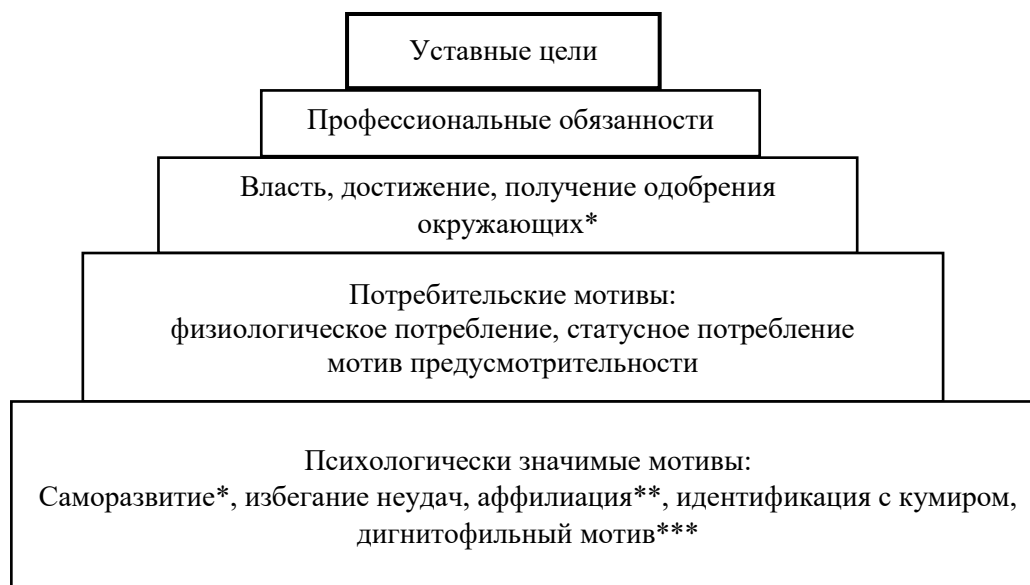 Уставные цели
Профессиональные обязанности
Власть, достижение, получение одобрения
окружающих*
Потребительские мотивы:
физиологическое потребление, статусное потребление
мотив предусмотрительности
Психологически значимые мотивы:
Саморазвитие*, избегание неудач, аффилиация**, идентификация с кумиром,
дигнитофильный мотив***